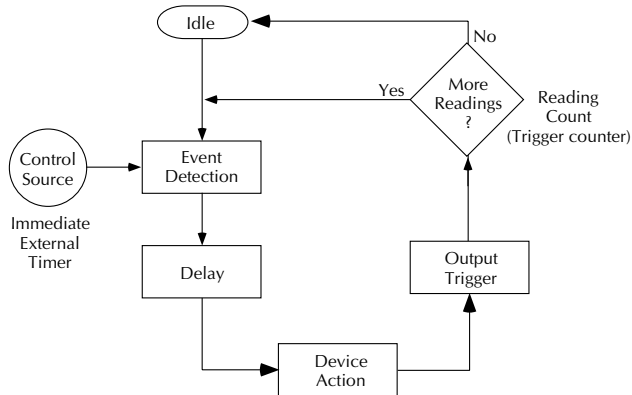 Idle
No
Yes
More
Readings
?
Reading
Count
(Trigger counter)
Control
Source
Event
Detection
Immediate
External
Timer
Delay
Output
Trigger
Device
Action